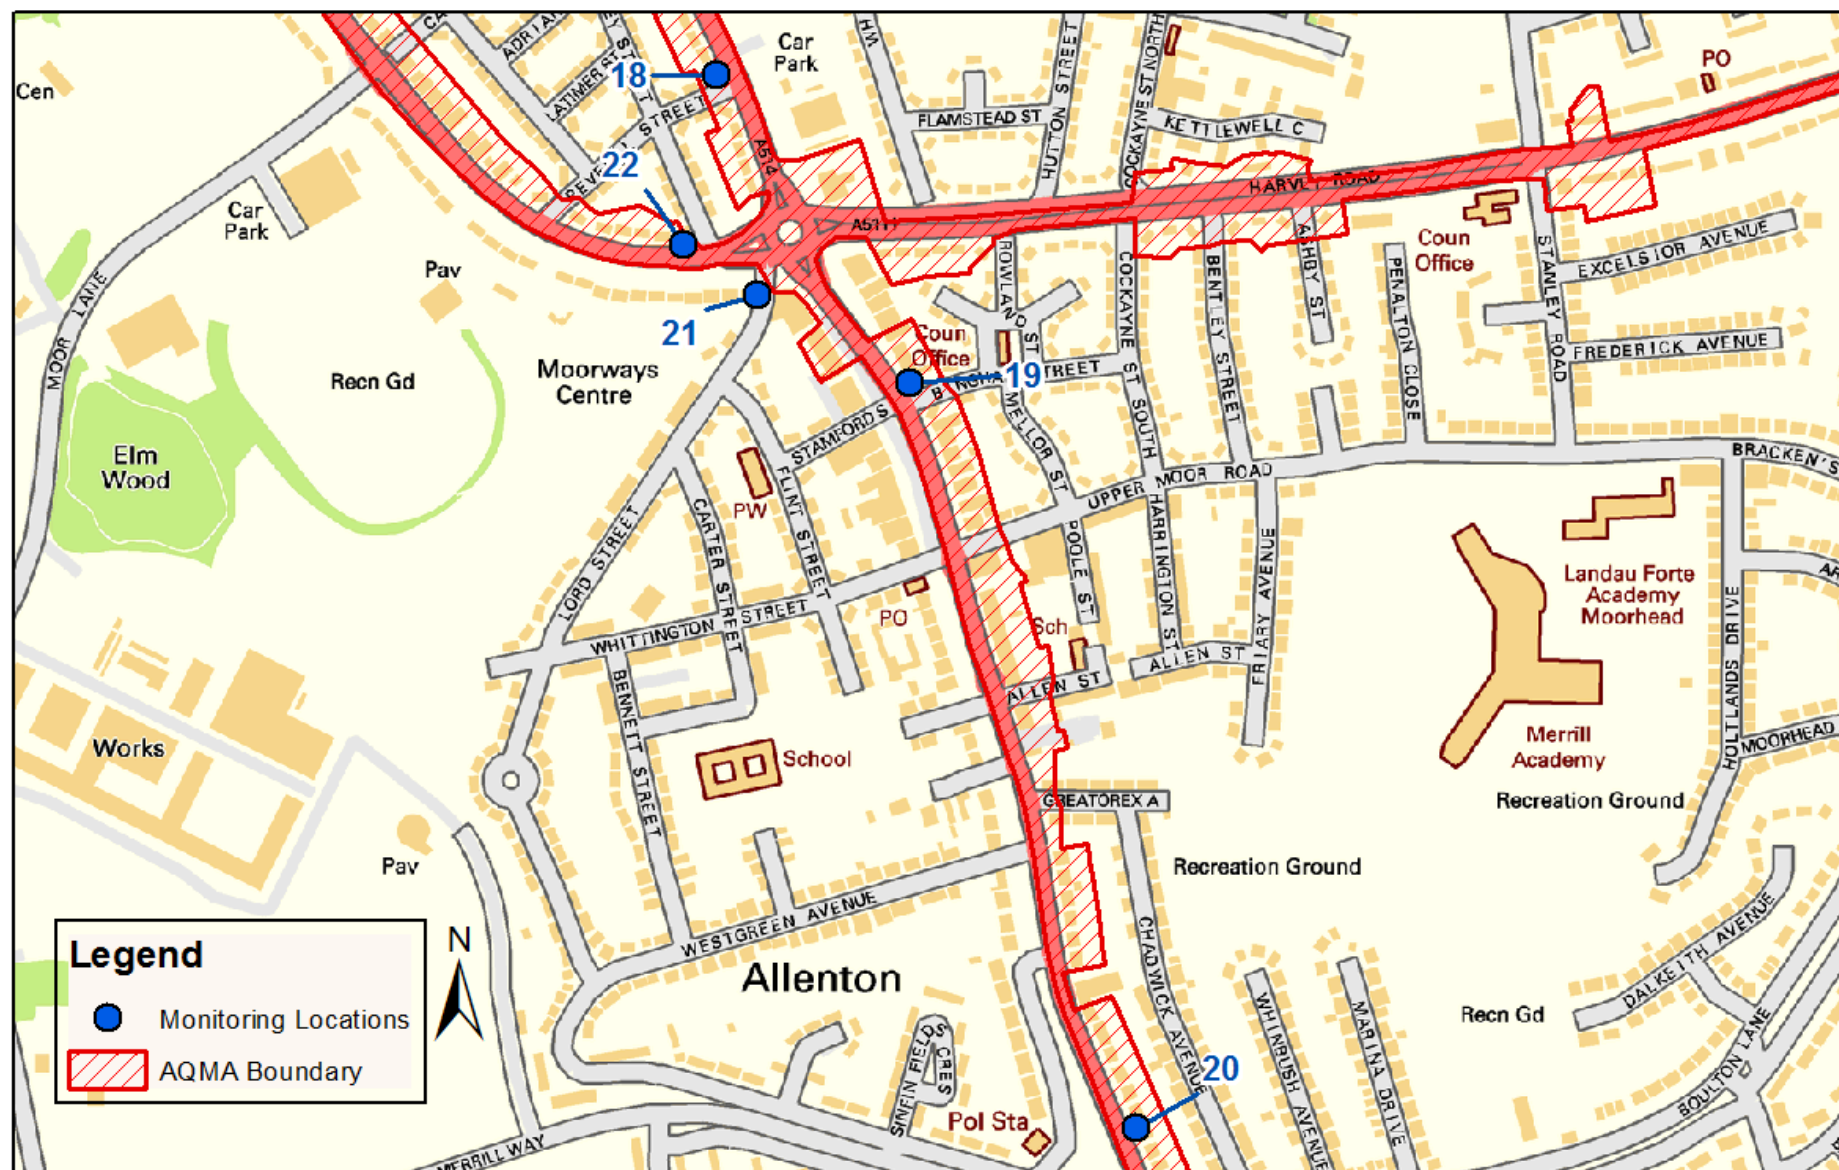 Cen
MOOR LANE
Car
Park
Pav
LATIMER ST
STREET
18
22
Car
Park
A514
A5111
FLAMSTEAD ST
HUTTON STREET
COCKAYNE ST NORTH
KETTLEWELL C
HARVEY ROAD
PO
Coun
Office
STANLEY ROAD
EXCELSIOR AVENUE
FREDERICK AVENUE
PENALTON CLOSE
ASHBY ST
BENTLEY STREET
COCKAYNE ST SOUTH
ROWLAND ST
Coun
Office
21
19
STREET
MELLOR ST
STAMFORD S
Moorways
Centre
Recn Gd
Elm
Wood
PW
FLINT STREET
CARTER STREET
LORD STREET
WHITTINGTON STREET
BENNETT STREET
UPPER MOOR ROAD
HARRINGTON ST
POOLE ST
FRIARY AVENUE
BRACKEN'S
Landau Forte
Academy
Moorhead
HOLTLANDS DRIVE
AR
MOORHEAD
Merrill
Academy
Recreation Ground
PO
Sch
ALLEN ST
ALLEN ST
School
Works
Pav
GREATOREX A
Recreation Ground
WESTGREEN AVENUE
Allenton
CHADWICK AVENUE
WHINBUSH AVENUE
MARINA DRIVE
Recn Gd
DALKEITH AVENUE
BOULTON LANE
20
SINFIN FIELDS CRES
Pol Sta
MERRILL WAY
N
Legend
Monitoring Locations
AQMA Boundary